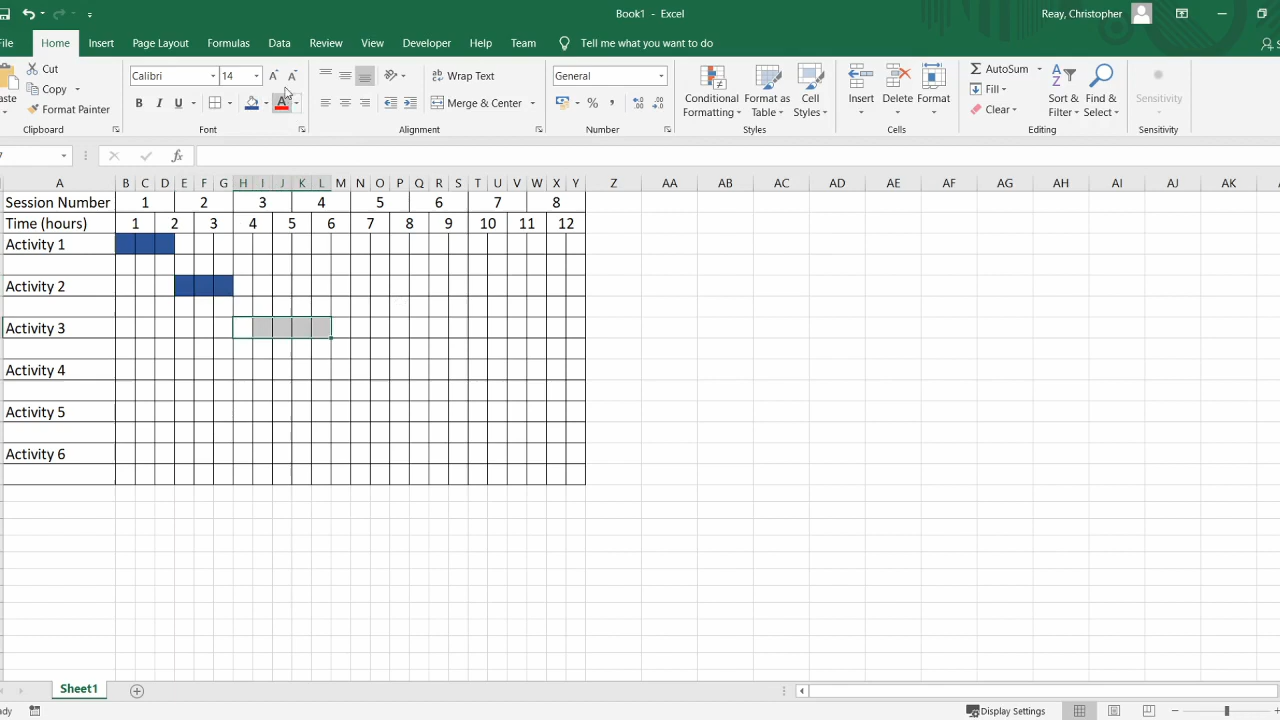 Book1 - Excel
Reay, Christopher
File Home Insert Page Layout Formulas Data Review View Developer Help Team Tell me what you want to do
Cut
Copy
Format Painter
Clipboard
Calibri 14
B I U A
Font
Wrap Text
Merge & Center
Alignment
General
%
Number
Conditional Formatting
Format as Table
Cell Styles
Styles
Insert Delete Format
Cells
AutoSum
Fill
Clear
Sort & Filter
Find & Select
Editing
Sensitivity
Sensitivity
fx
A B C D E F G H I J K L M N O P Q R S T U V W X Y Z AA AB AC AD AE AF AG AH AI AJ AK
Session Number 1 2 3 4 5 6 7 8
Time (hours) 1 2 3 4 5 6 7 8 9 10 11 12
Activity 1
Activity 2
Activity 3
Activity 4
Activity 5
Activity 6
Sheet1
Display Settings